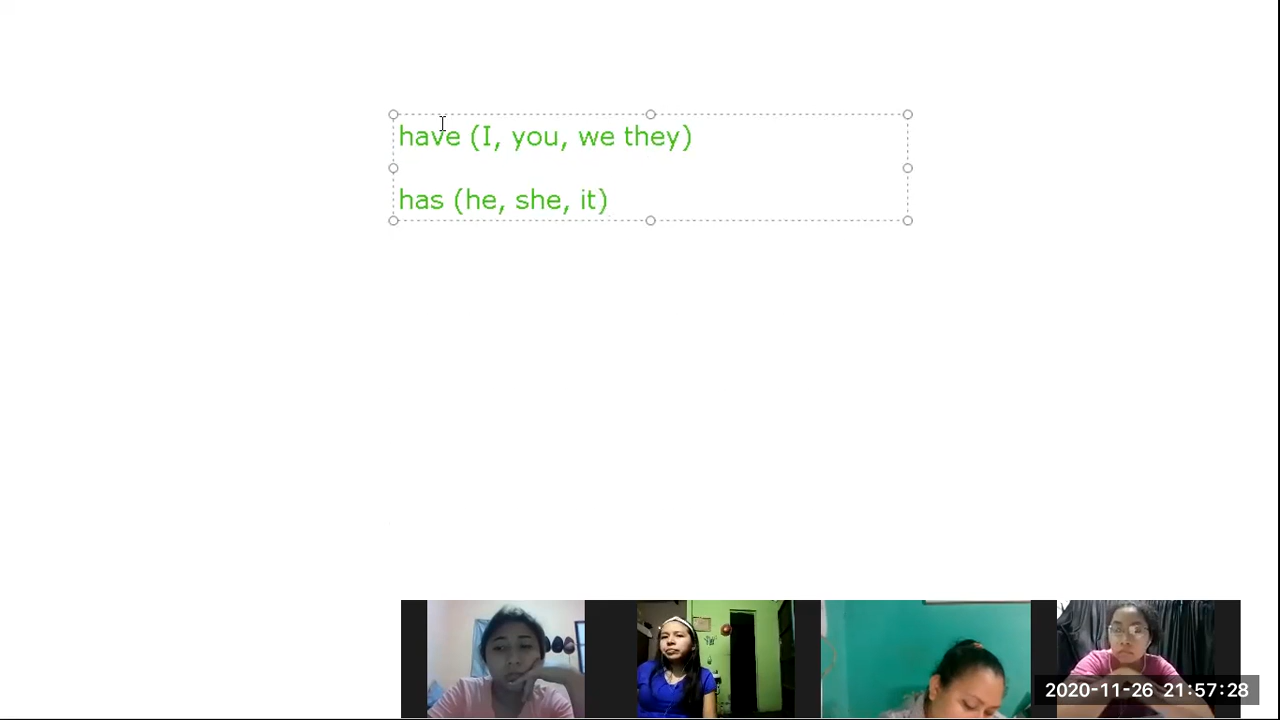 have (I, you, we they)
has (he, she, it)
2020-11-26 21:57:28